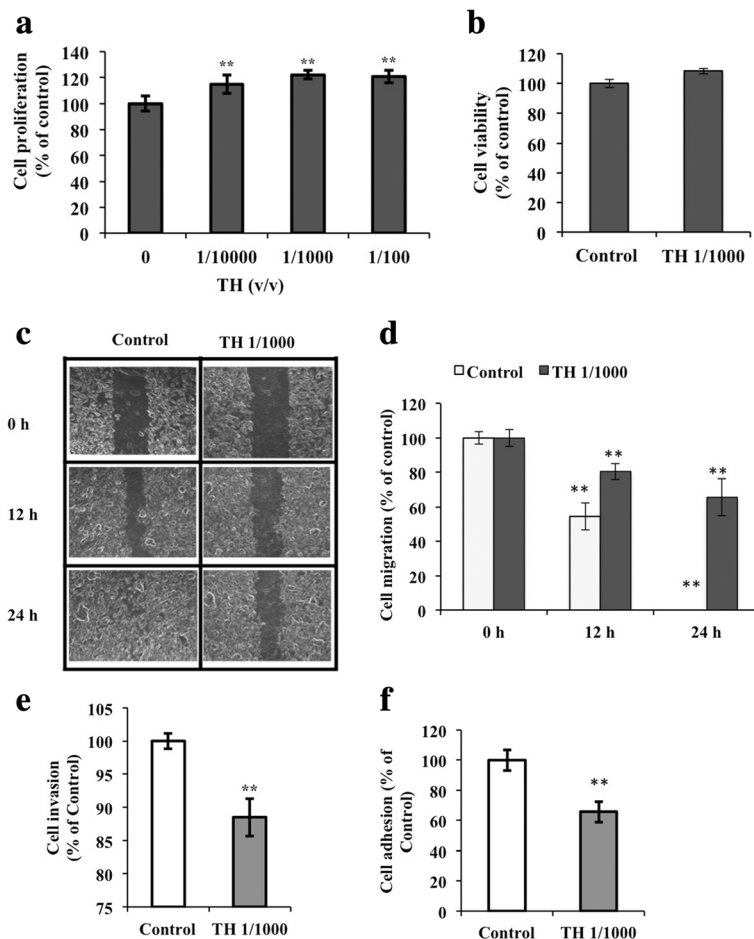 a
Cell proliferation
(% of control)
140
120
100
80
60
40
20
0
**
**
**
0
1/10000
1/1000
1/100
TH (v/v)
b
Cell viability
(% of control)
120
100
80
60
40
20
0
Control
TH 1/1000
c
Control
TH 1/1000
0 h
12 h
24 h
d
Control
TH 1/1000
Cell migration (% of control)
120
100
80
60
40
20
0
**
**
**
**
0 h
12 h
24 h
e
Cell invasion
(% of Control)
105
100
95
90
85
80
75
**
Control
TH 1/1000
f
Cell adhesion (% of
Control)
120
100
80
60
40
20
0
**
Control
TH 1/1000